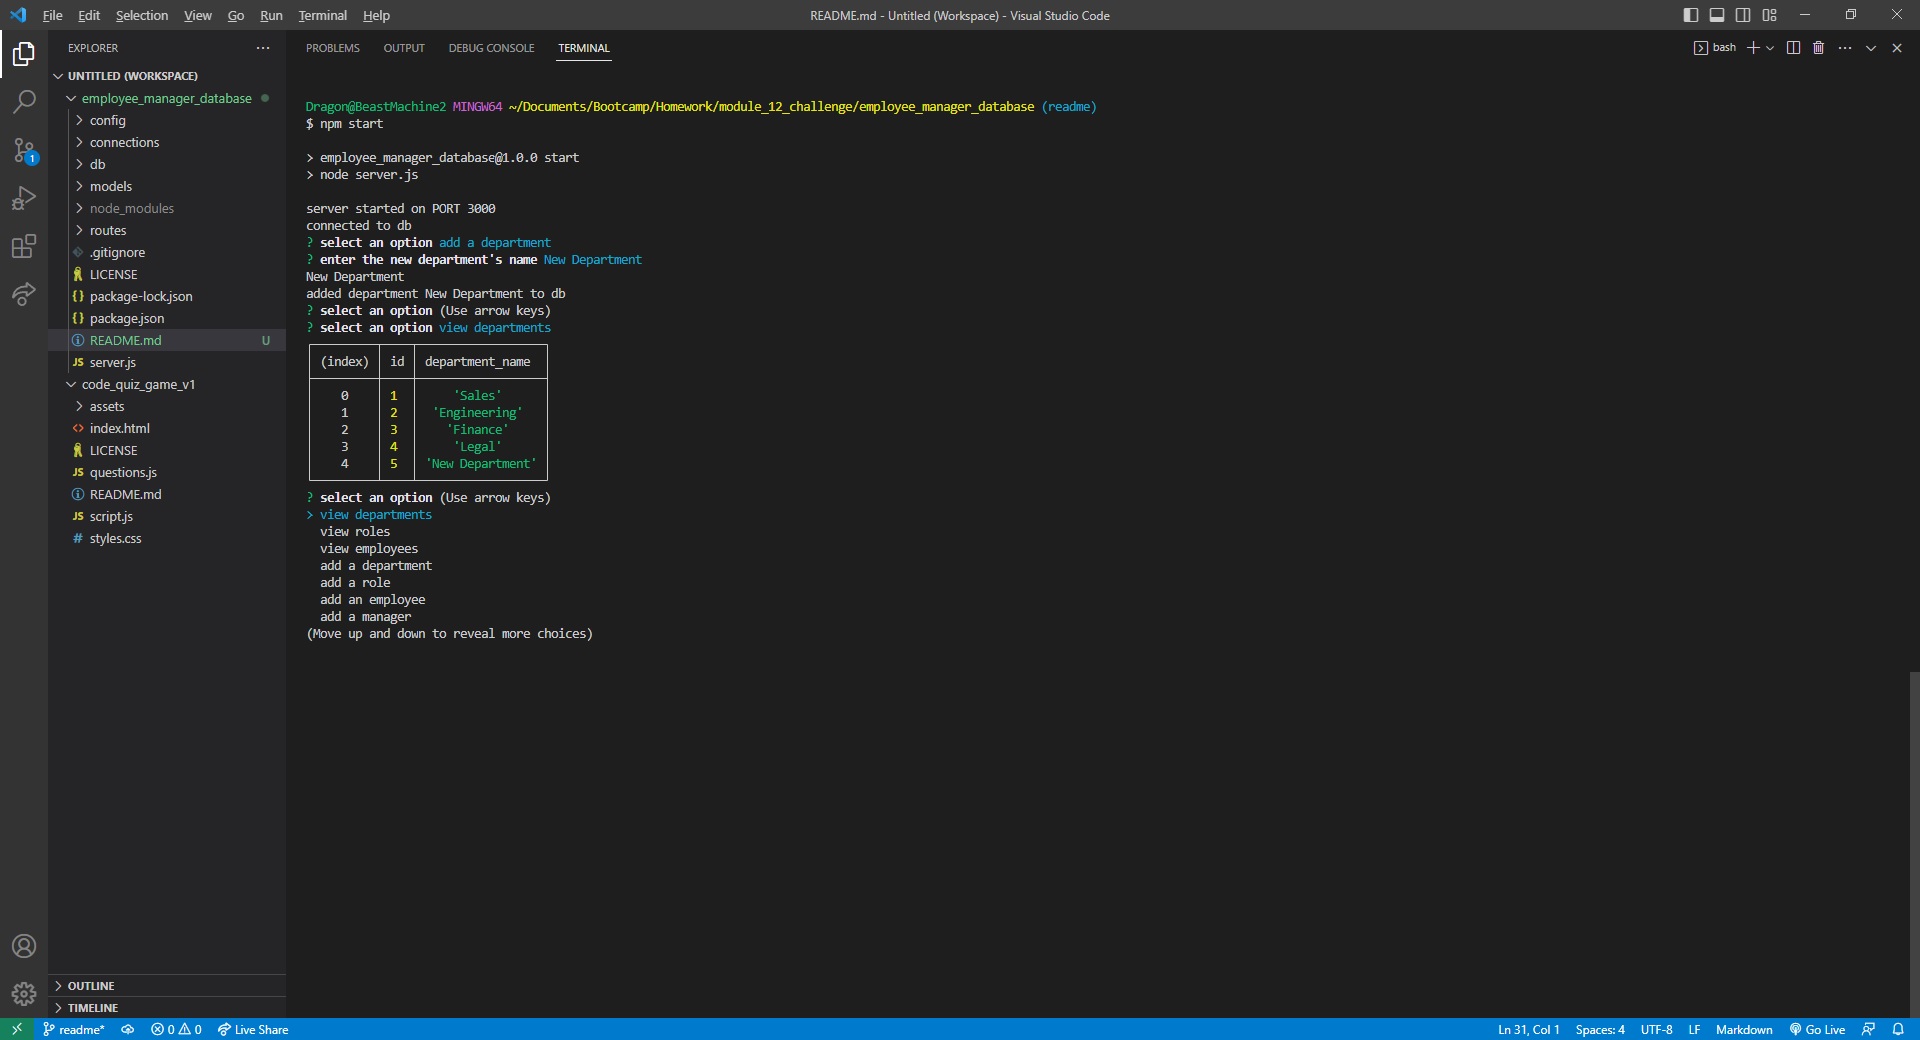 File Edit Selection View Go Run Terminal Help
README.md - Untitled (Workspace) - Visual Studio Code
EXPLORER
UNTITLED (WORKSPACE)
employee_manager_database
config
connections
db
models
node_modules
routes
.gitignore
LICENSE
package-lock.json
package.json
README.md U
server.js
code_quiz_game_v1
assets
index.html
LICENSE
questions.js
README.md
script.js
styles.css
OUTLINE
TIMELINE
PROBLEMS OUTPUT DEBUG CONSOLE TERMINAL
bash
Dragon@BeastMachine2 MINGW64 ~/Documents/Bootcamp/Homework/module_12_challenge/employee_manager_database (readme)
$ npm start
> employee_manager_database@1.0.0 start
> node server.js
server started on PORT 3000
connected to db
? select an option add a department
? enter the new department's name New Department
New Department
added department New Department to db
? select an option (Use arrow keys)
? select an option view departments
(index) id department_name
0 1 'Sales'
1 2 'Engineering'
2 3 'Finance'
3 4 'Legal'
4 5 'New Department'
? select an option (Use arrow keys)
> view departments
view roles
view employees
add a department
add a role
add an employee
add a manager
(Move up and down to reveal more choices)
1
readme* 0 0 Live Share
Ln 31, Col 1 Spaces: 4 UTF-8 LF Markdown Go Live